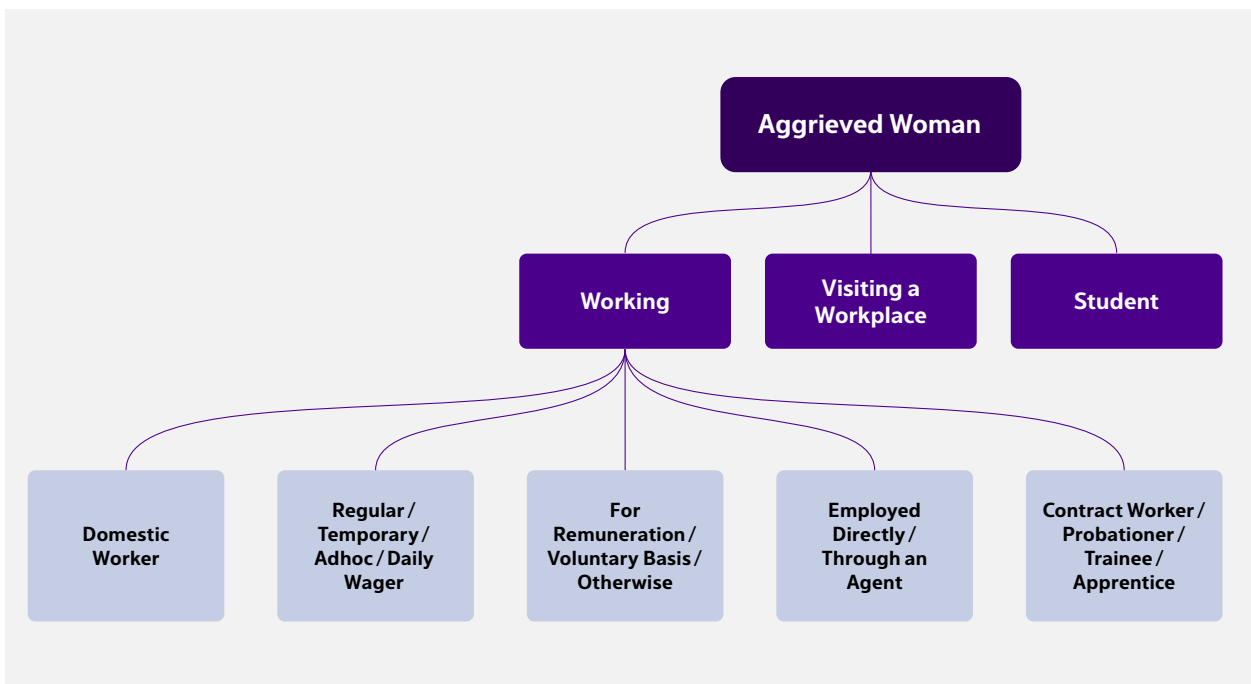 Aggrieved Woman
Working
Visiting a
Workplace
Student
Domestic
Worker
Regular /
Temporary /
Adhoc / Daily
Wager
For
Remuneration /
Voluntary Basis /
Otherwise
Employed
Directly /
Through an
Agent
Contract Worker /
Probationer /
Trainee /
Apprentice